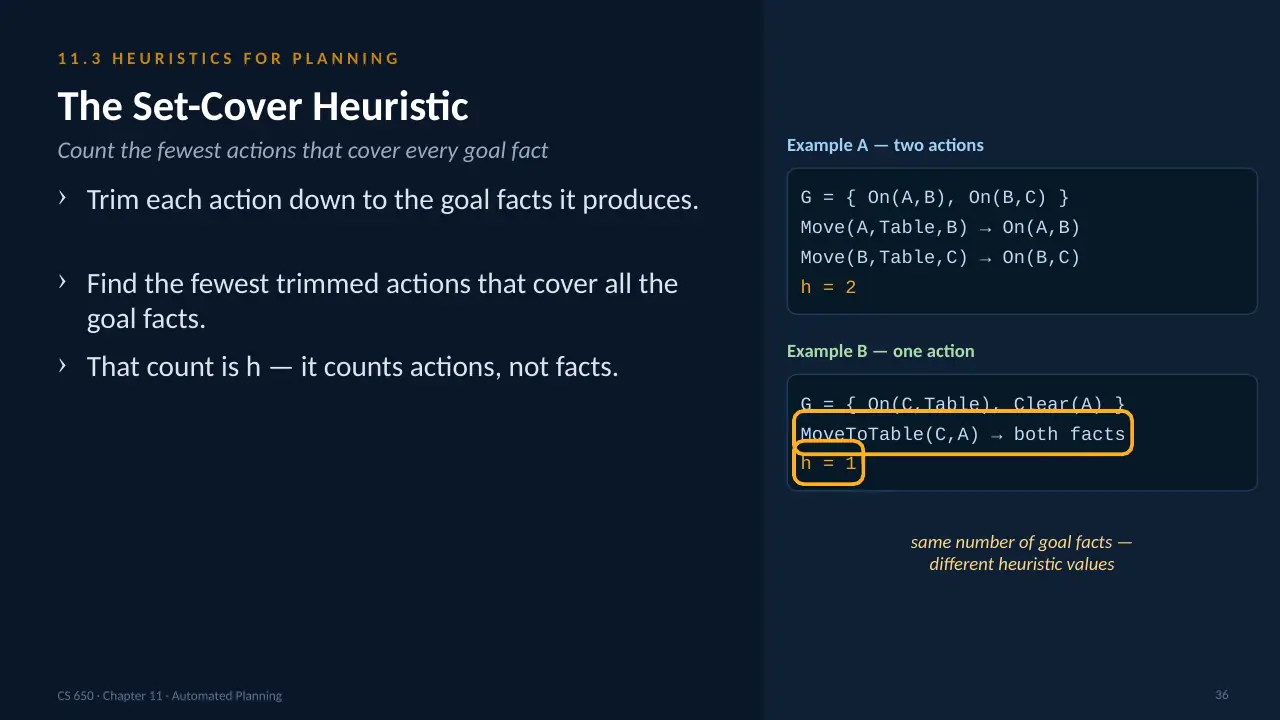 11.3 HEURISTICS FOR PLANNING
The Set-Cover Heuristic
Count the fewest actions that cover every goal fact
› Trim each action down to the goal facts it produces.
› Find the fewest trimmed actions that cover all the
goal facts.
› That count is h — it counts actions, not facts.
Example A — two actions
G = { On(A,B), On(B,C) }
Move(A,Table,B) → On(A,B)
Move(B,Table,C) → On(B,C)
h = 2
Example B — one action
G = { On(C,Table), Clear(A) }
MoveToTable(C,A) → both facts
h = 1
same number of goal facts —
different heuristic values
CS 650 · Chapter 11 · Automated Planning
36